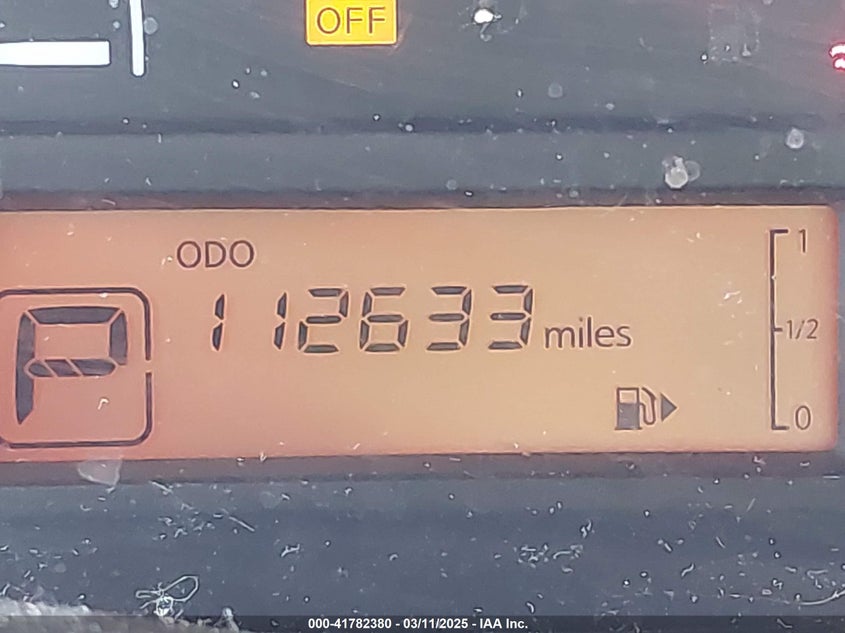 OFF
ODO
1
P
112633 miles
1/2
0
000-41782380 - 03/11/2025 - IAA Inc.